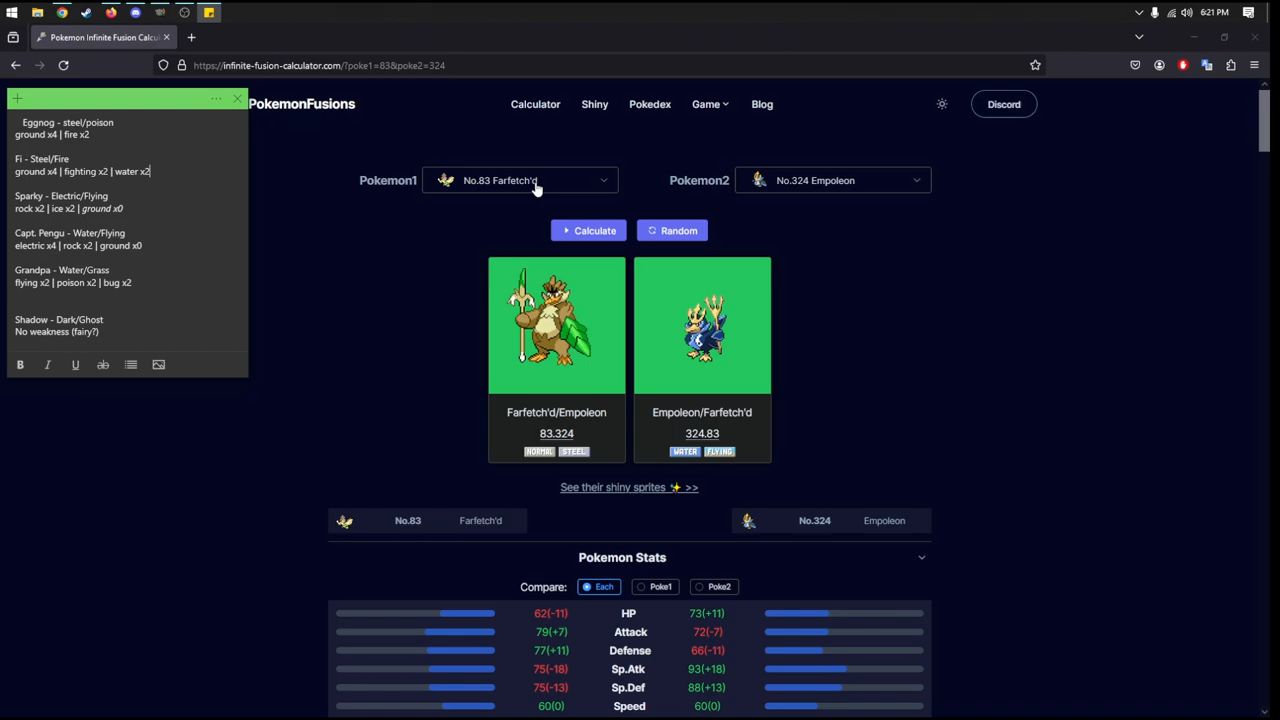 6:21 PM
Pokemon Infinite Fusion Calcu
https://infinite-fusion-calculator.com/?poke1=83&poke2=324
PokemonFusions
Calculator
Shiny
Pokedex
Game
Blog
Discord
Eggnog - steel/poison
ground x4 | fire x2
Fi - Steel/Fire
ground x4 | fighting x2 | water x2
Sparky - Electric/Flying
rock x2 | ice x2 | ground x0
Capt. Pengu - Water/Flying
electric x4 | rock x2 | ground x0
Grandpa - Water/Grass
flying x2 | poison x2 | bug x2
Shadow - Dark/Ghost
No weakness (fairy?)
B I U ab
Pokemon1
No.83 Farfetch'd
Pokemon2
No.324 Empoleon
Calculate
Random
Farfetch'd/Empoleon
83.324
NORMAL STEEL
Empoleon/Farfetch'd
324.83
WATER FLYING
See their shiny sprites ✨ >>
No.83 Farfetch'd
No.324 Empoleon
Pokemon Stats
Compare: Each Poke1 Poke2
62(-11) HP 73(+11)
79(+7) Attack 72(-7)
77(+11) Defense 66(-11)
75(-18) Sp.Atk 93(+18)
75(-13) Sp.Def 88(+13)
60(0) Speed 60(0)